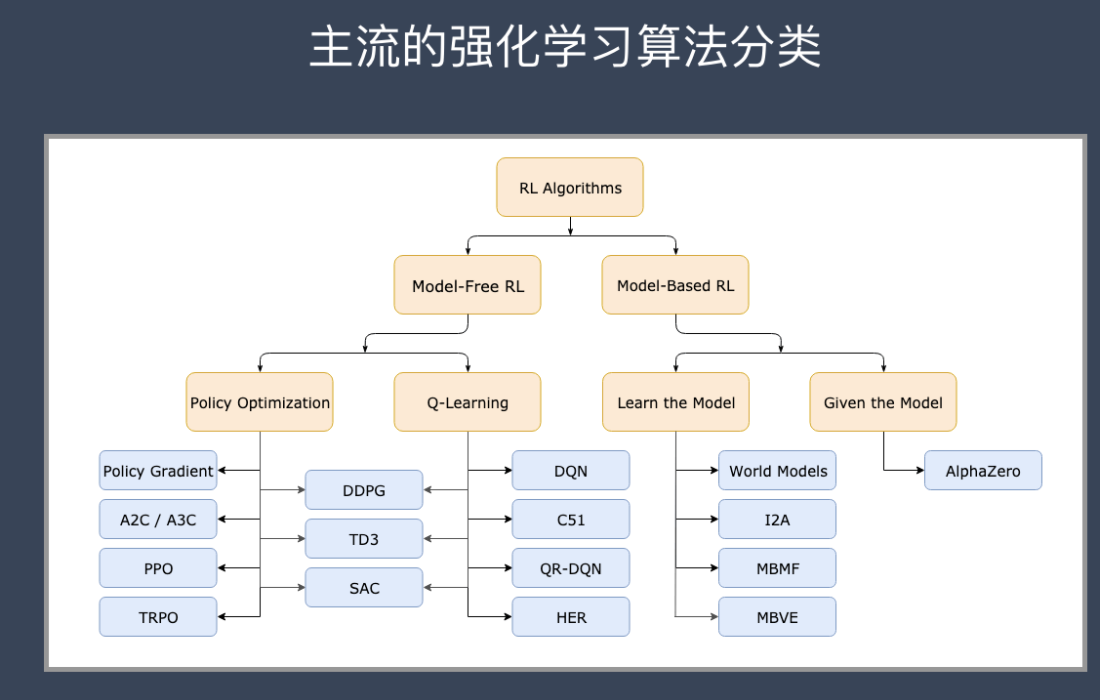 主流的强化学习算法分类
RL Algorithms
Model-Free RL
Model-Based RL
Policy Optimization
Q-Learning
Learn the Model
Given the Model
Policy Gradient
A2C / A3C
PPO
TRPO
DDPG
TD3
SAC
DQN
C51
QR-DQN
HER
World Models
I2A
MBMF
MBVE
AlphaZero